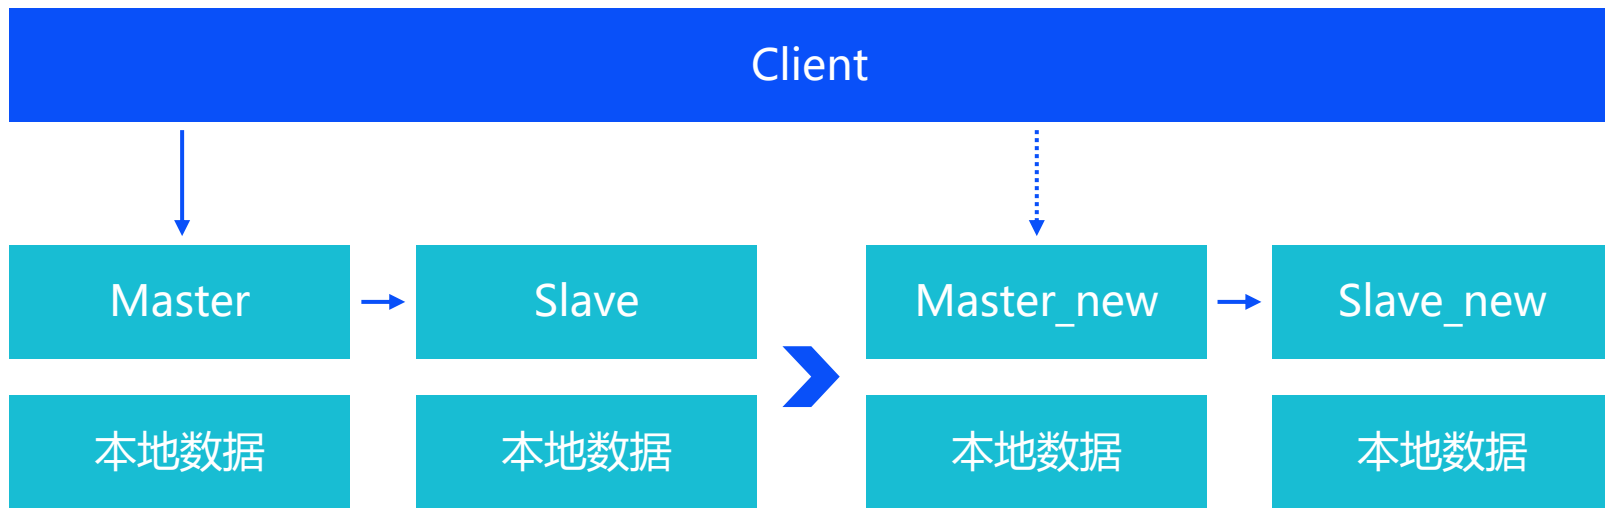 Client
Master
Slave
Master_new
Slave_new
本地数据
本地数据
本地数据
本地数据